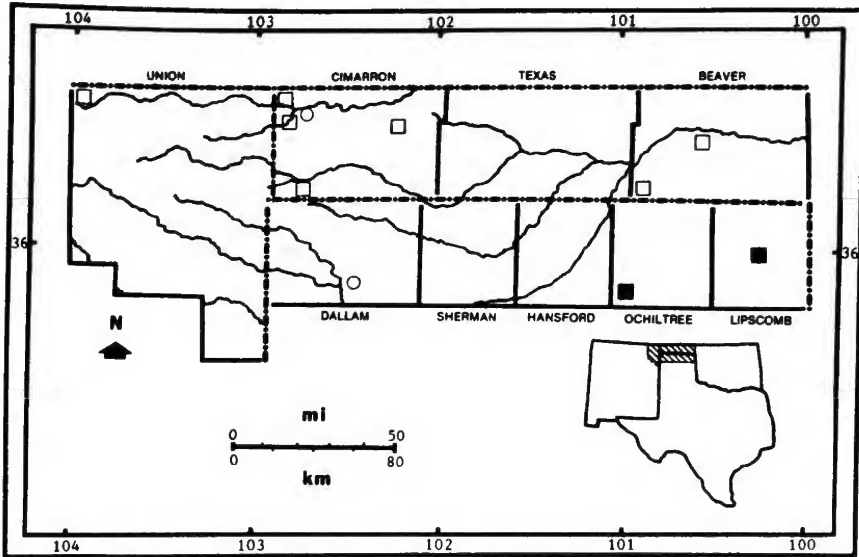 104 103 102 101 100
UNION CIMARRON TEXAS BEAVER
36 36
DALLAM SHERMAN HANSFORD OCHILTREE LIPSCOMB
N
mi
0 50
0 80
km
104 103 102 101 100